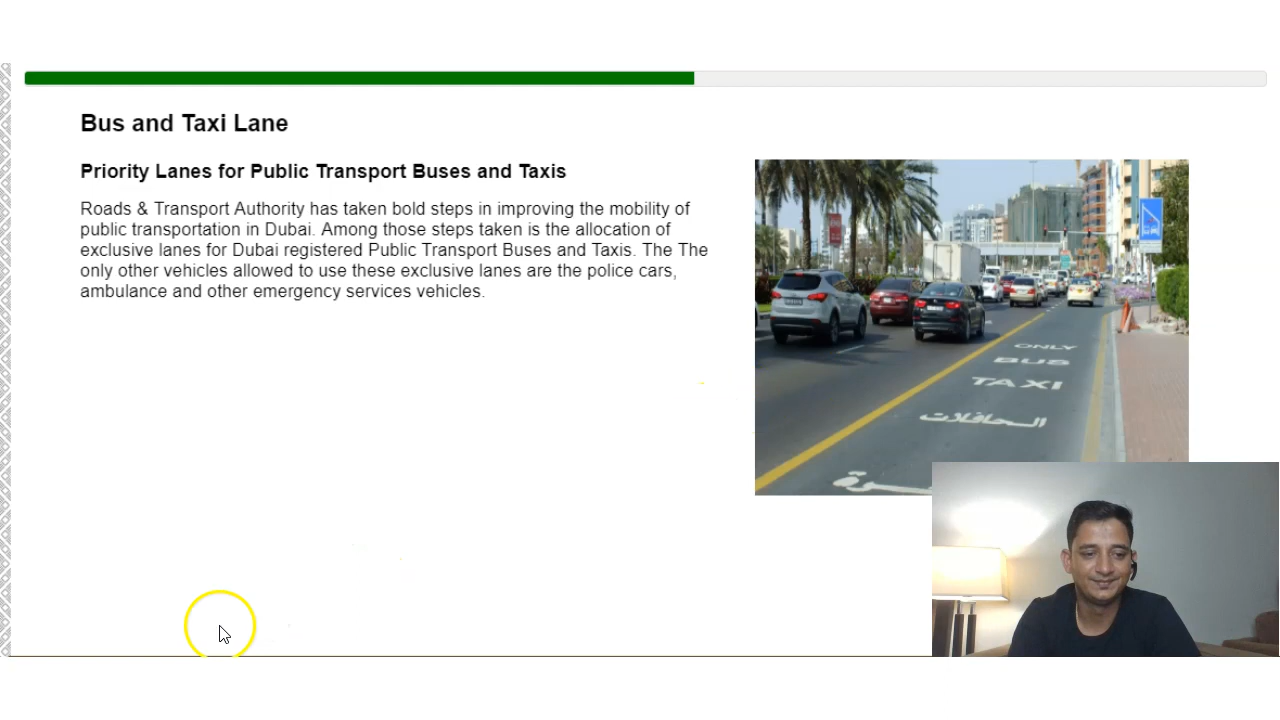 Bus and Taxi Lane
Priority Lanes for Public Transport Buses and Taxis
Roads & Transport Authority has taken bold steps in improving the mobility of
public transportation in Dubai. Among those steps taken is the allocation of
exclusive lanes for Dubai registered Public Transport Buses and Taxis. The The
only other vehicles allowed to use these exclusive lanes are the police cars,
ambulance and other emergency services vehicles.
ONLY
BUS
TAXI
الحافلات